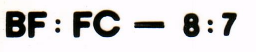 BF : FC — 8 : 7